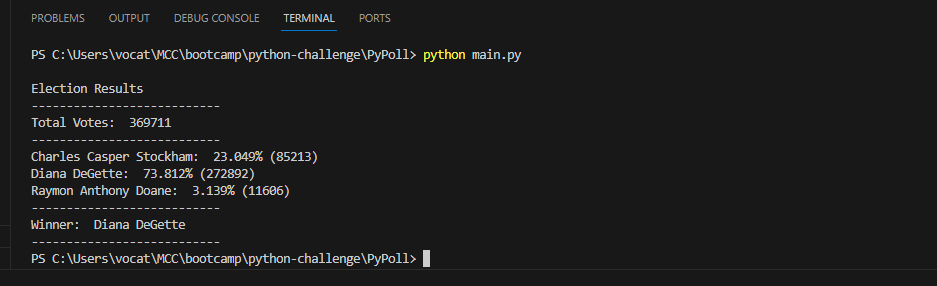 PROBLEMS OUTPUT DEBUG CONSOLE TERMINAL PORTS
PS C:\Users\vocat\MCC\bootcamp\python-challenge\PyPoll> python main.py
Election Results
---------------------------
Total Votes:  369711
---------------------------
Charles Casper Stockham:  23.049% (85213)
Diana DeGette:  73.812% (272892)
Raymon Anthony Doane:  3.139% (11606)
---------------------------
Winner:  Diana DeGette
---------------------------
PS C:\Users\vocat\MCC\bootcamp\python-challenge\PyPoll>